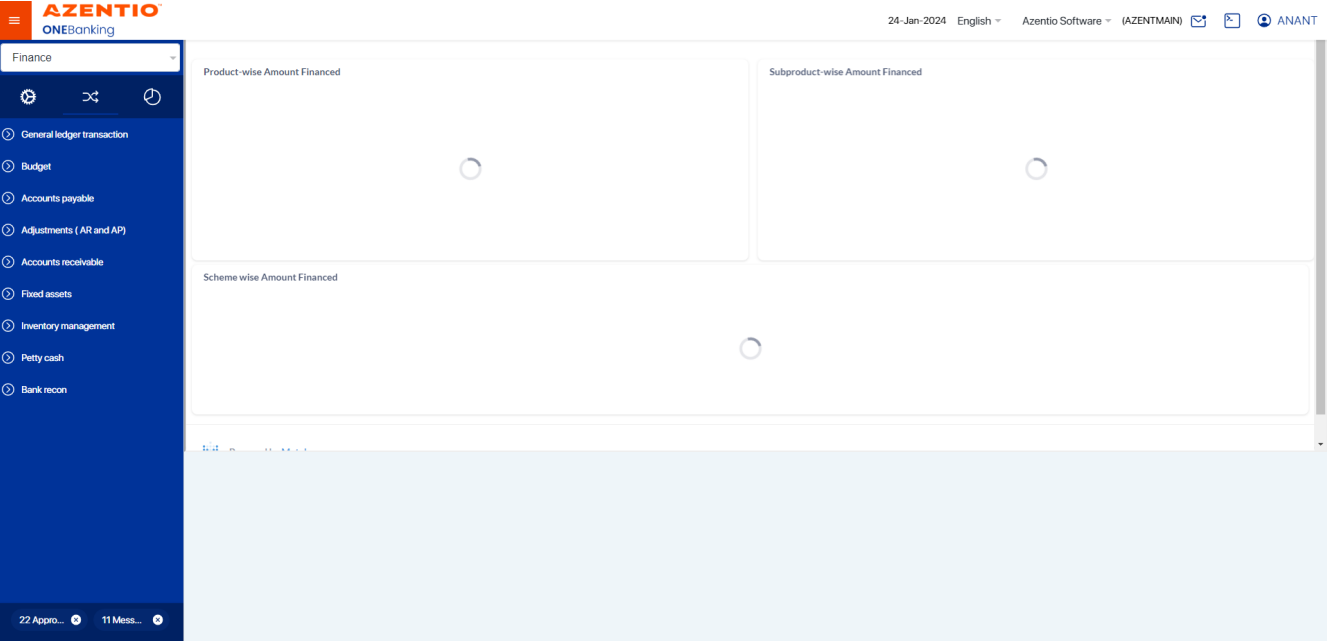 AZENTIO
ONEBanking
24-Jan-2024 English Azentio Software (AZENTMAIN) ANANT
Finance
General ledger transaction
Budget
Accounts payable
Adjustments ( AR and AP)
Accounts receivable
Fixed assets
Inventory management
Petty cash
Bank recon
22 Appro... 11 Mess...
Product-wise Amount Financed
Subproduct-wise Amount Financed
Scheme wise Amount Financed